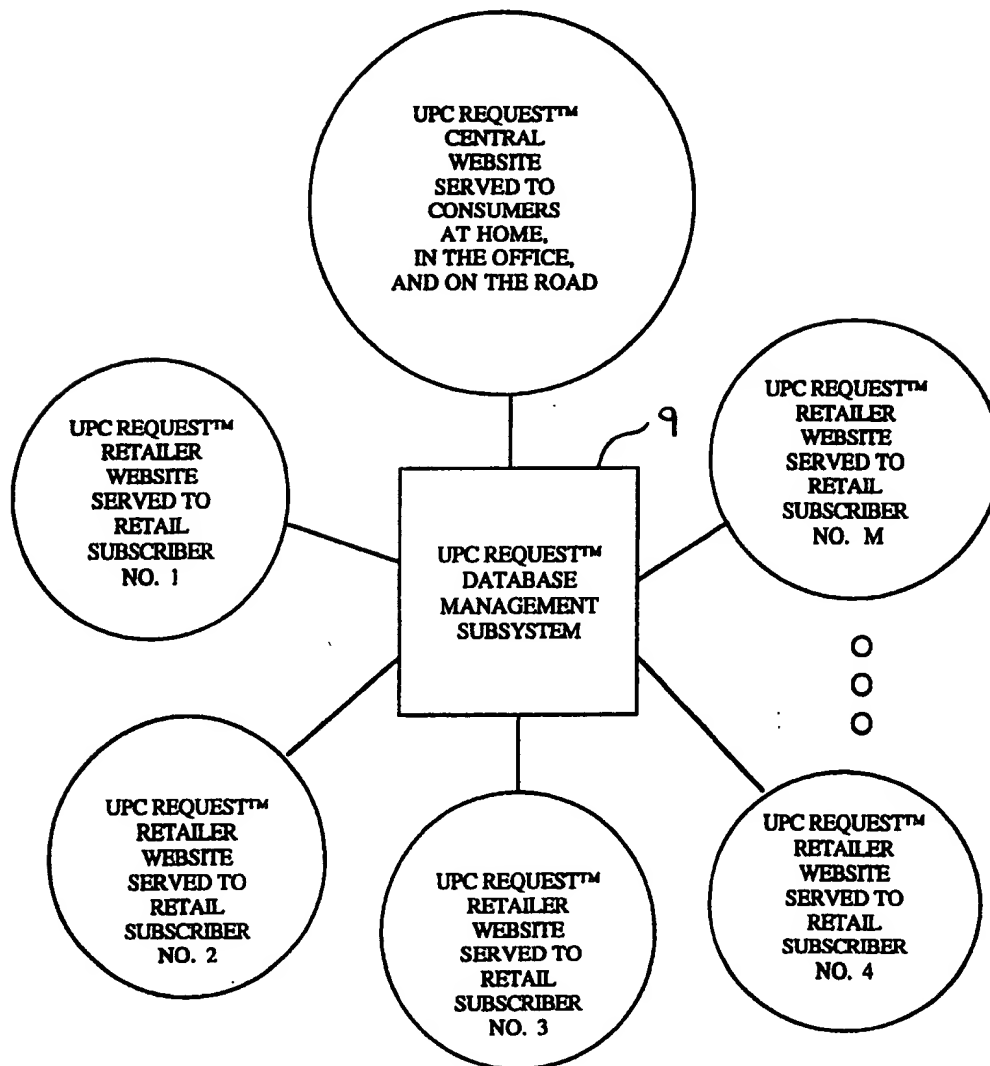 UPC REQUEST™
CENTRAL
WEBSITE
SERVED TO
CONSUMERS
AT HOME,
IN THE OFFICE,
AND ON THE ROAD
UPC REQUEST™
RETAILER
WEBSITE
SERVED TO
RETAIL
SUBSCRIBER
NO. 1
9
UPC REQUEST™
RETAILER
WEBSITE
SERVED TO
RETAIL
SUBSCRIBER
NO. M
UPC REQUEST™
DATABASE
MANAGEMENT
SUBSYSTEM
UPC REQUEST™
RETAILER
WEBSITE
SERVED TO
RETAIL
SUBSCRIBER
NO. 2
UPC REQUEST™
RETAILER
WEBSITE
SERVED TO
RETAIL
SUBSCRIBER
NO. 3
UPC REQUEST™
RETAILER
WEBSITE
SERVED TO
RETAIL
SUBSCRIBER
NO. 4